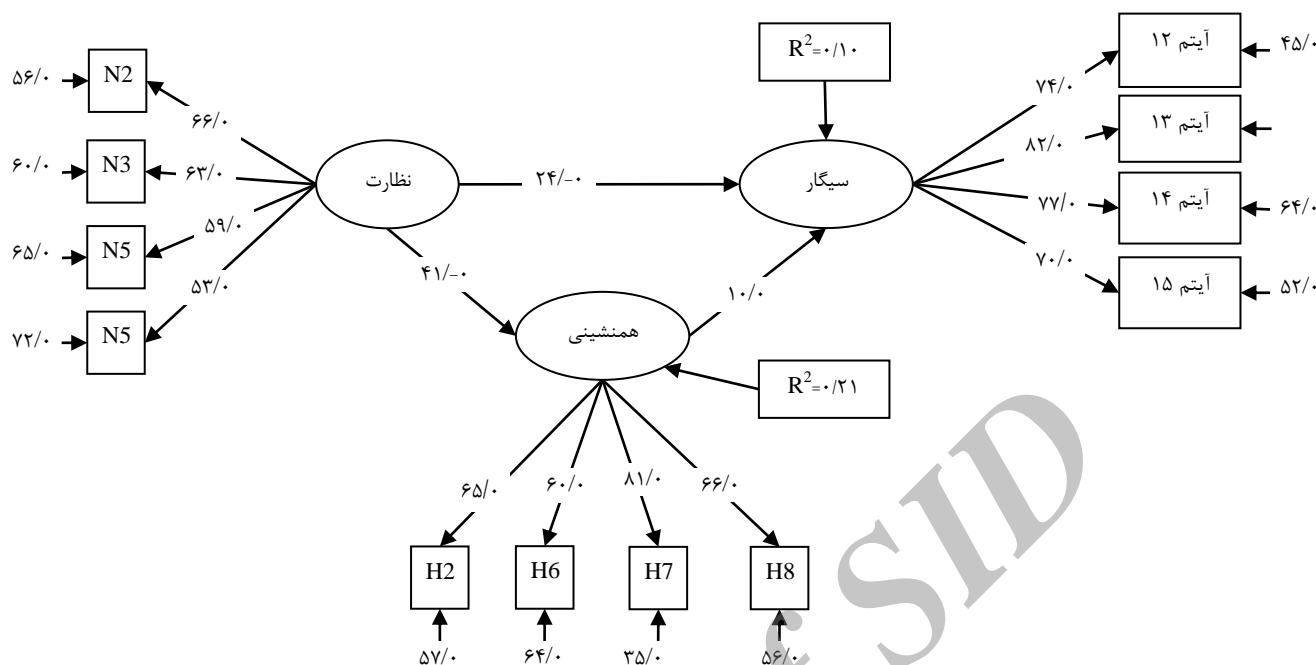 R²=۰/۱۰
آیتم ۱۲
۴۵/۰
۷۴/۰
N2
۵۶/۰
۶۶/۰
آیتم ۱۳
۸۲/۰
N3
۶۰/۰
۶۳/۰
نظارت
۲۴/-۰
سیگار
آیتم ۱۴
۶۴/۰
۷۷/۰
N5
۶۵/۰
۵۹/۰
آیتم ۱۵
۵۲/۰
۷۰/۰
N5
۷۲/۰
۵۳/۰
۴۱/-۰
۱۰/۰
همنشینی
R²=۰/۲۱
۶۵/۰
۶۰/۰
۸۱/۰
۶۶/۰
H2
H6
H7
H8
۵۷/۰
۶۴/۰
۳۵/۰
۵۶/۰
f SID